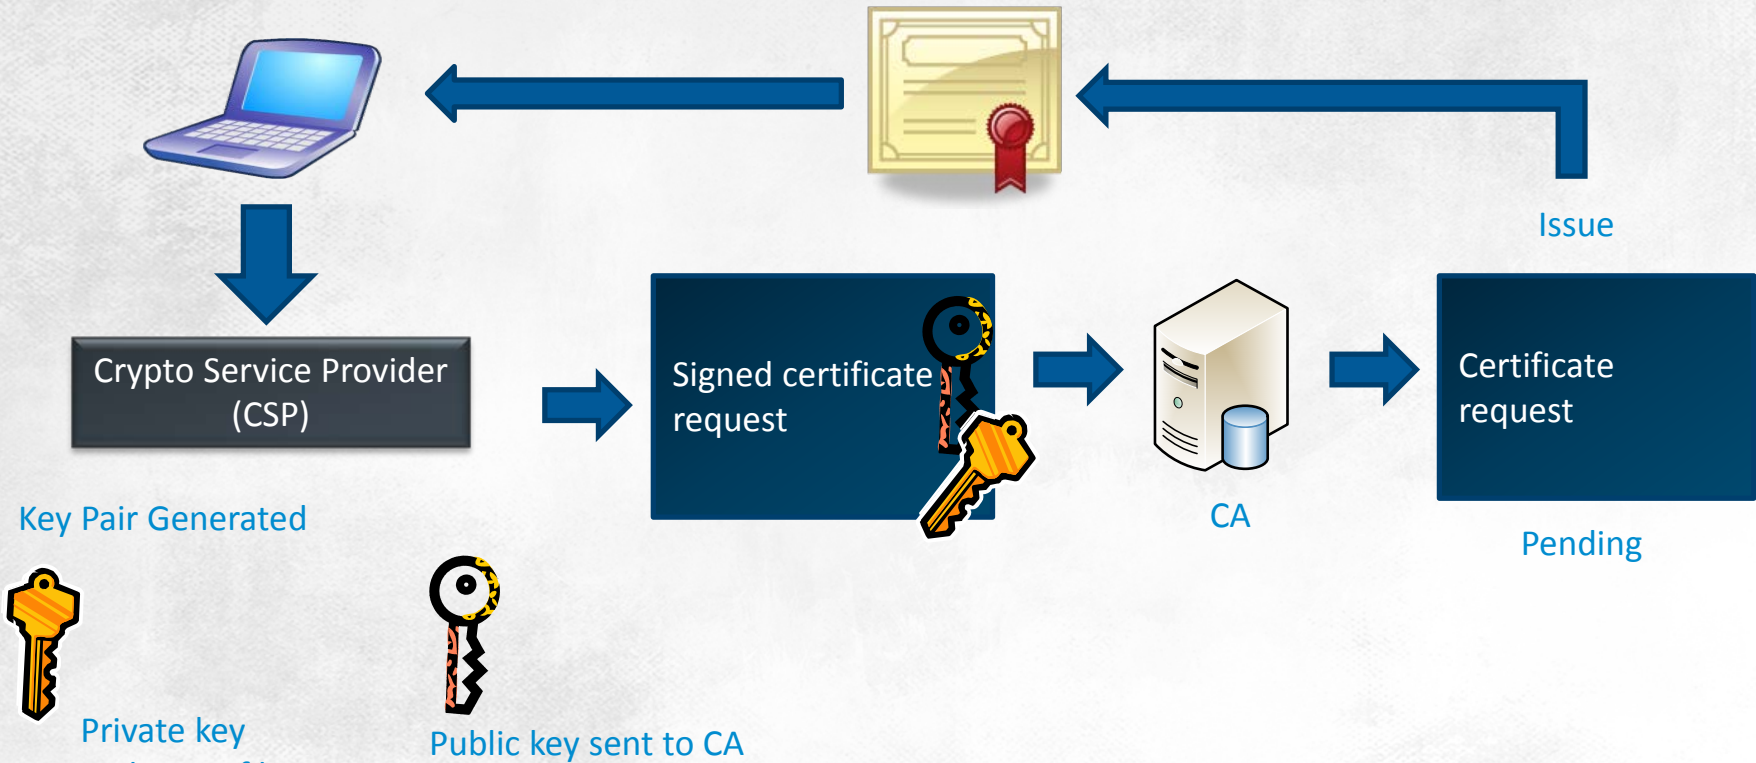 Issue
Crypto Service Provider
(CSP)
Signed certificate
request
Certificate
request
CA
Pending
Key Pair Generated
Private key
Public key sent to CA